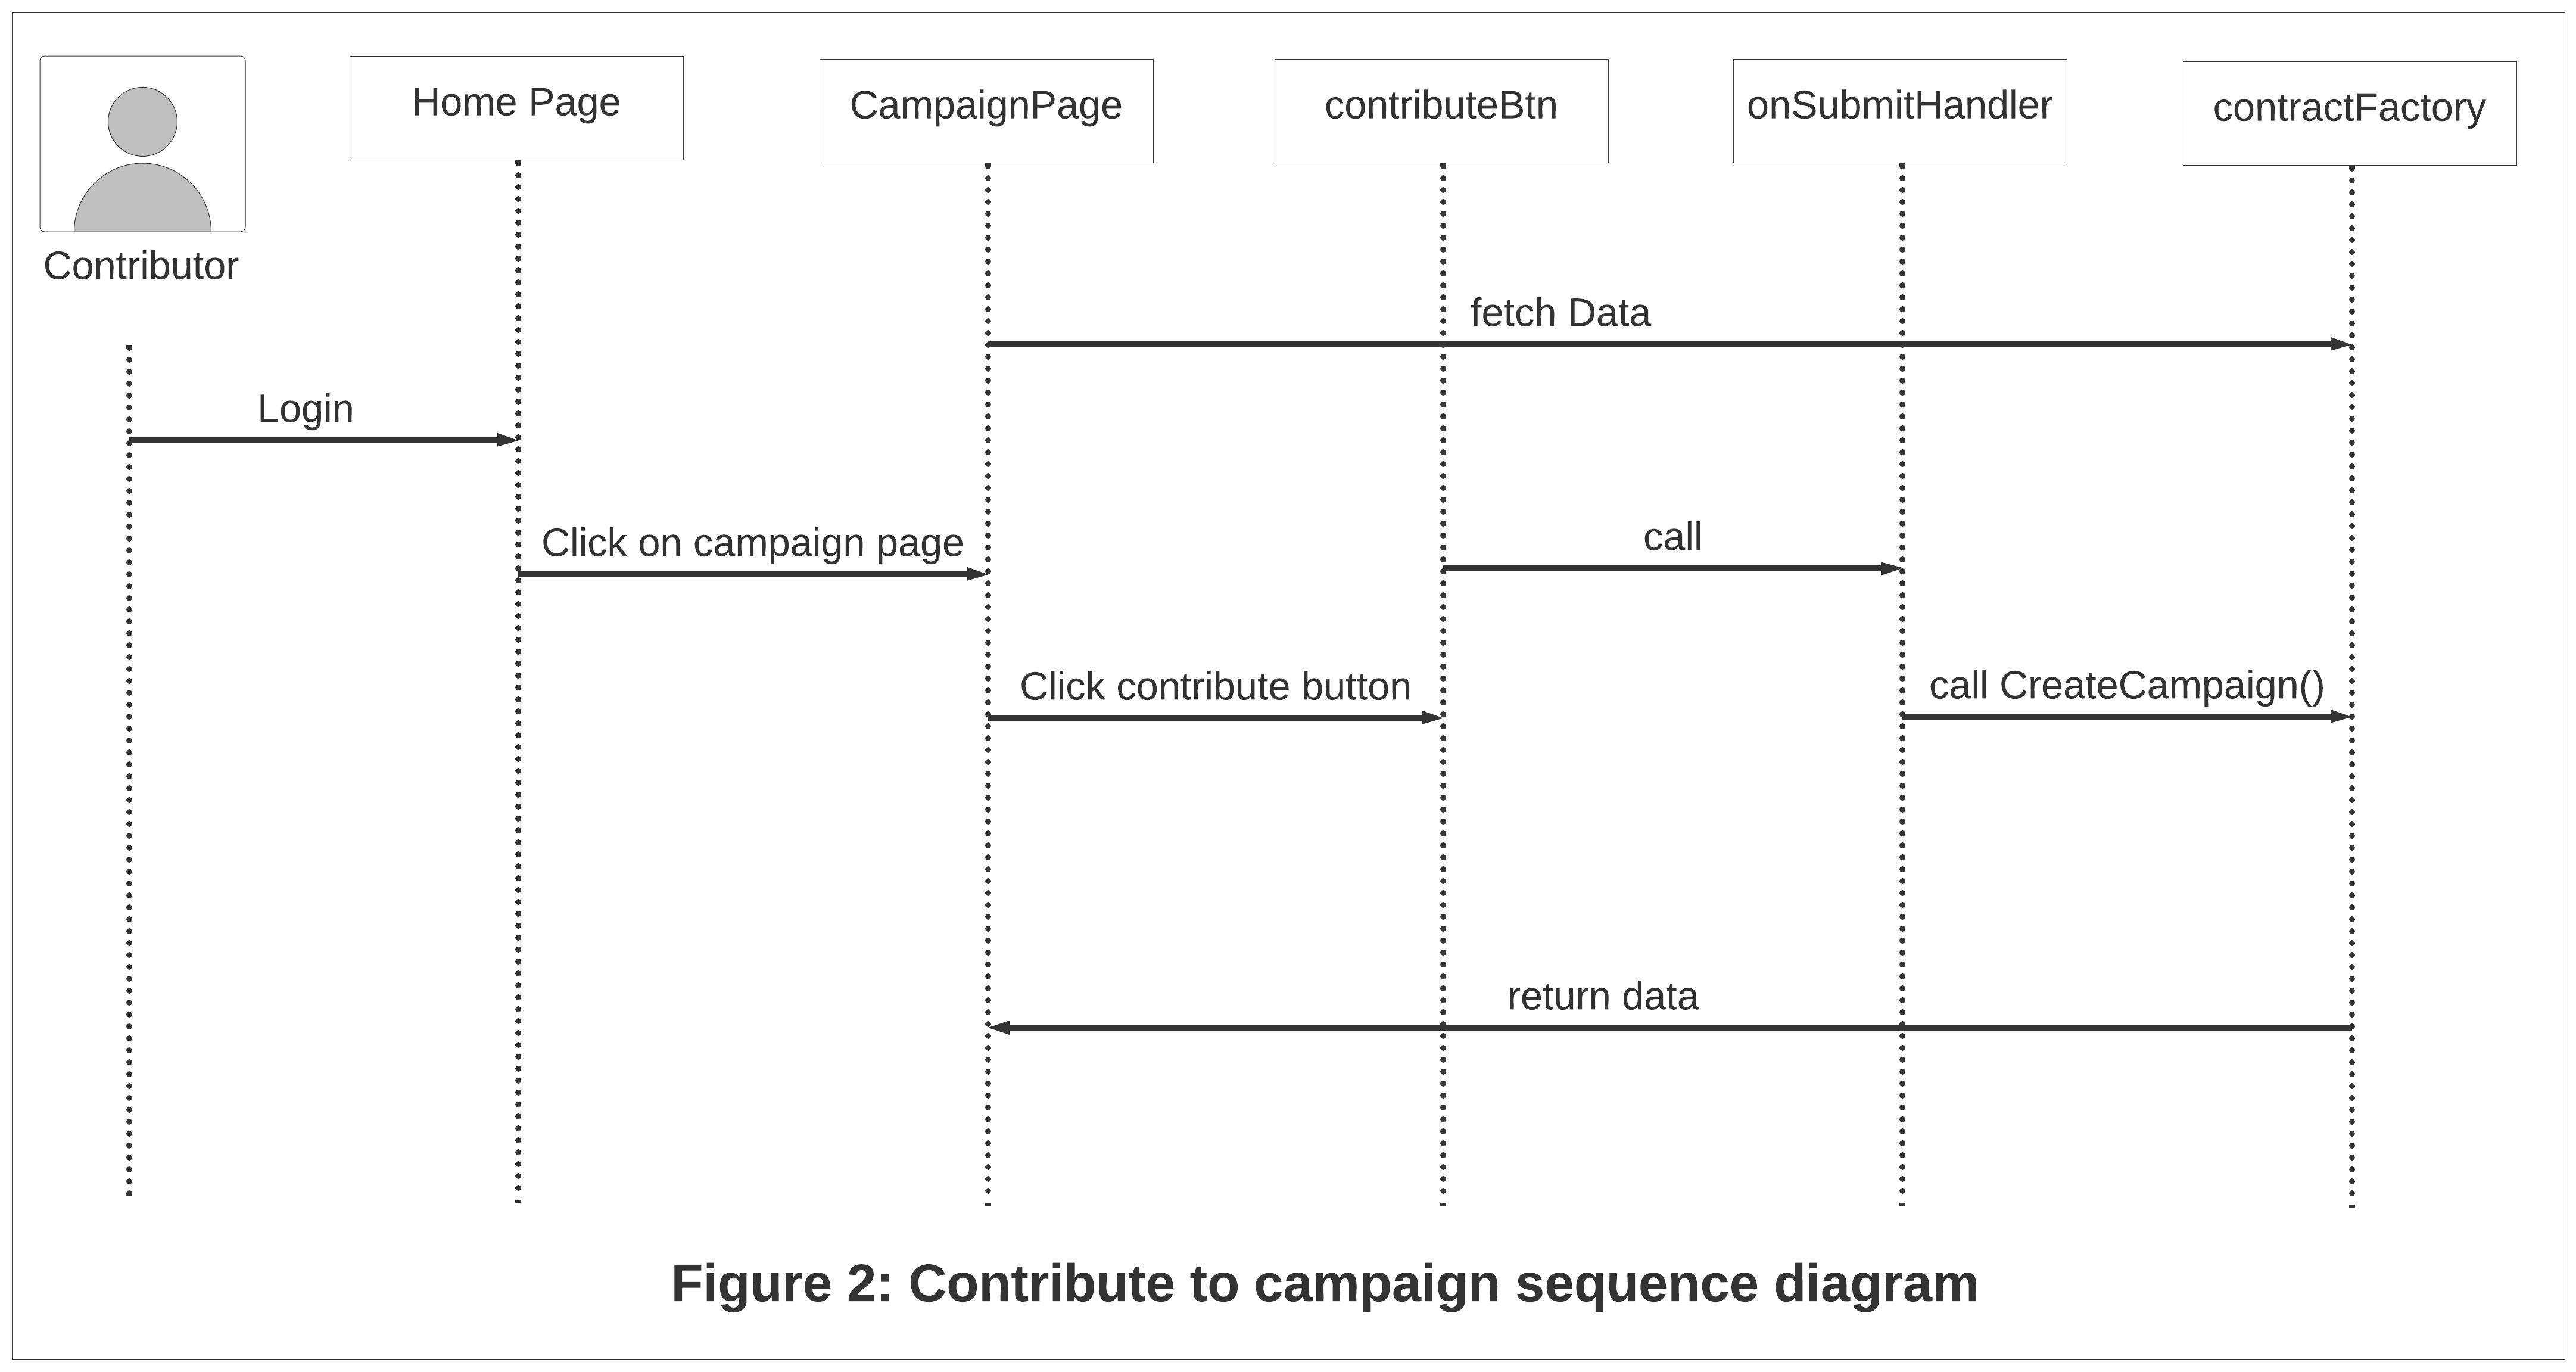 Home Page
CampaignPage
contributeBtn
onSubmitHandler
contractFactory
Contributor
fetch Data
Login
Click on campaign page
call
Click contribute button
call CreateCampaign()
return data
Figure 2: Contribute to campaign sequence diagram